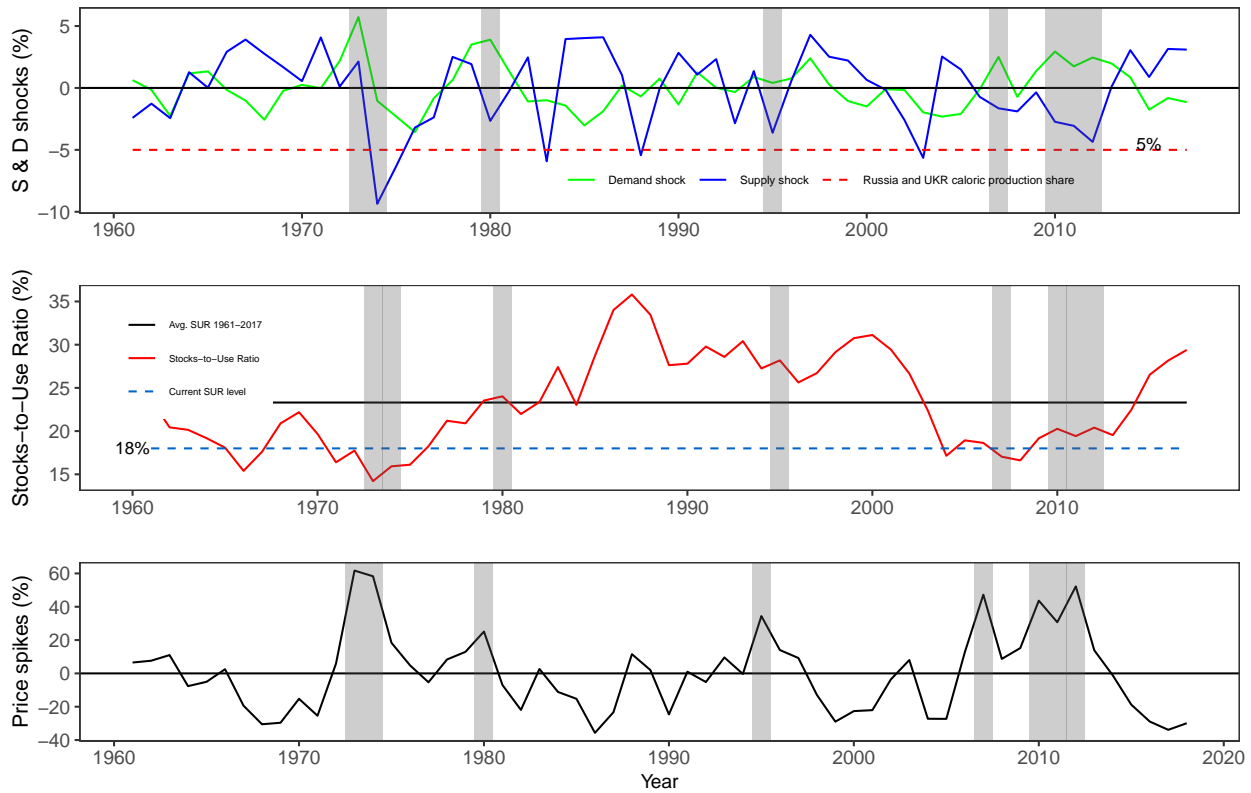 S & D shocks (%)
5
0
−5
−10
5%
Demand shock Supply shock Russia and UKR caloric production share
1960 1970 1980 1990 2000 2010
Stocks−to−Use Ratio (%)
35
30
25
20
15
Avg. SUR 1961−2017
Stocks−to−Use Ratio
Current SUR level
18%
1960 1970 1980 1990 2000 2010
Price spikes (%)
60
40
20
0
−20
−40
1960 1970 1980 1990 2000 2010 2020
Year